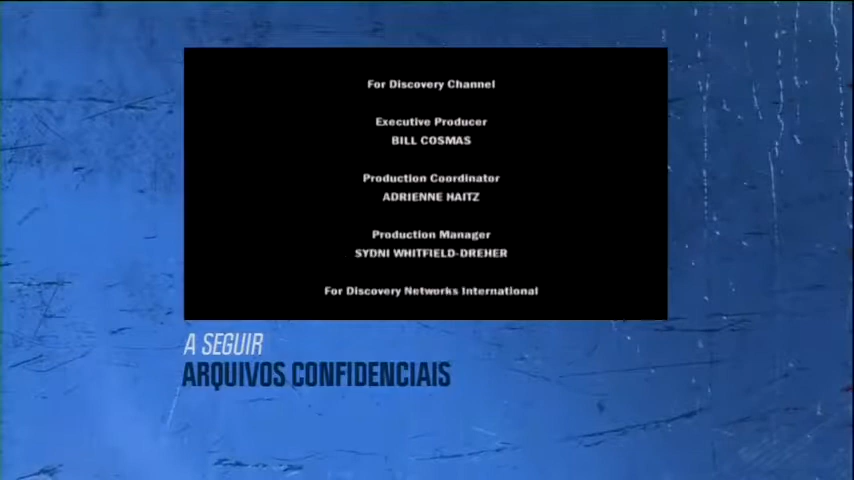 For Discovery Channel
Executive Producer
BILL COSMAS
Production Coordinator
ADRIENNE HAITZ
Production Manager
SYDNI WHITFIELD-DREHER
For Discovery Networks International
A SEGUIR
ARQUIVOS CONFIDENCIAIS